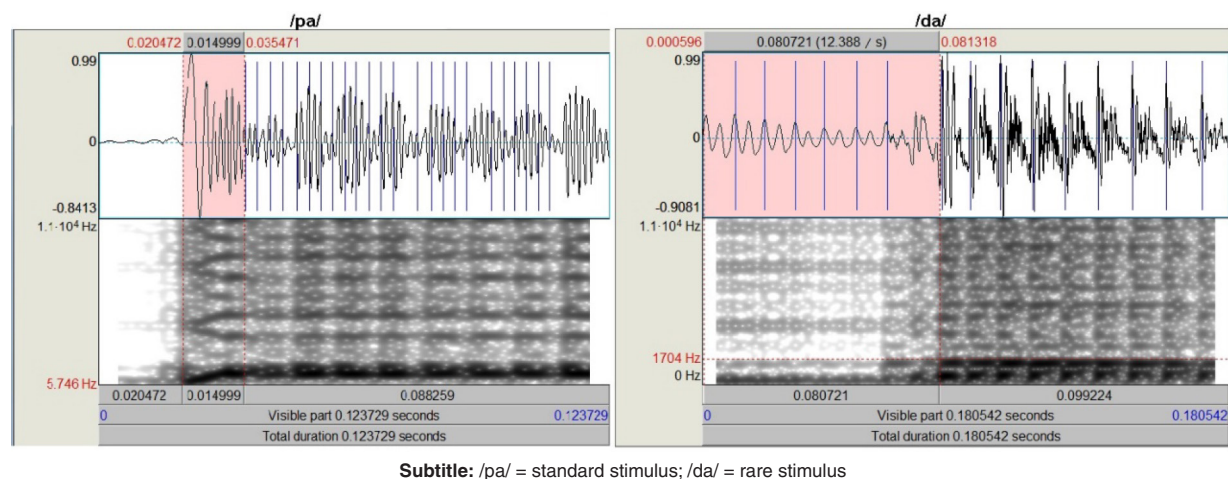 /pa/
0.020472 0.014999 0.035471
0.99
0
-0.8413
1.1·10⁴ Hz
5.746 Hz
0.020472 0.014999 0.088259
0 Visible part 0.123729 seconds 0.123729
Total duration 0.123729 seconds
/da/
0.000596 0.080721 (12.388 / s) 0.081318
0.99
0
-0.9081
1.1·10⁴ Hz
1704 Hz
0 Hz
0.080721 0.099224
0 Visible part 0.180542 seconds 0.180542
Total duration 0.180542 seconds
Subtitle: /pa/ = standard stimulus; /da/ = rare stimulus